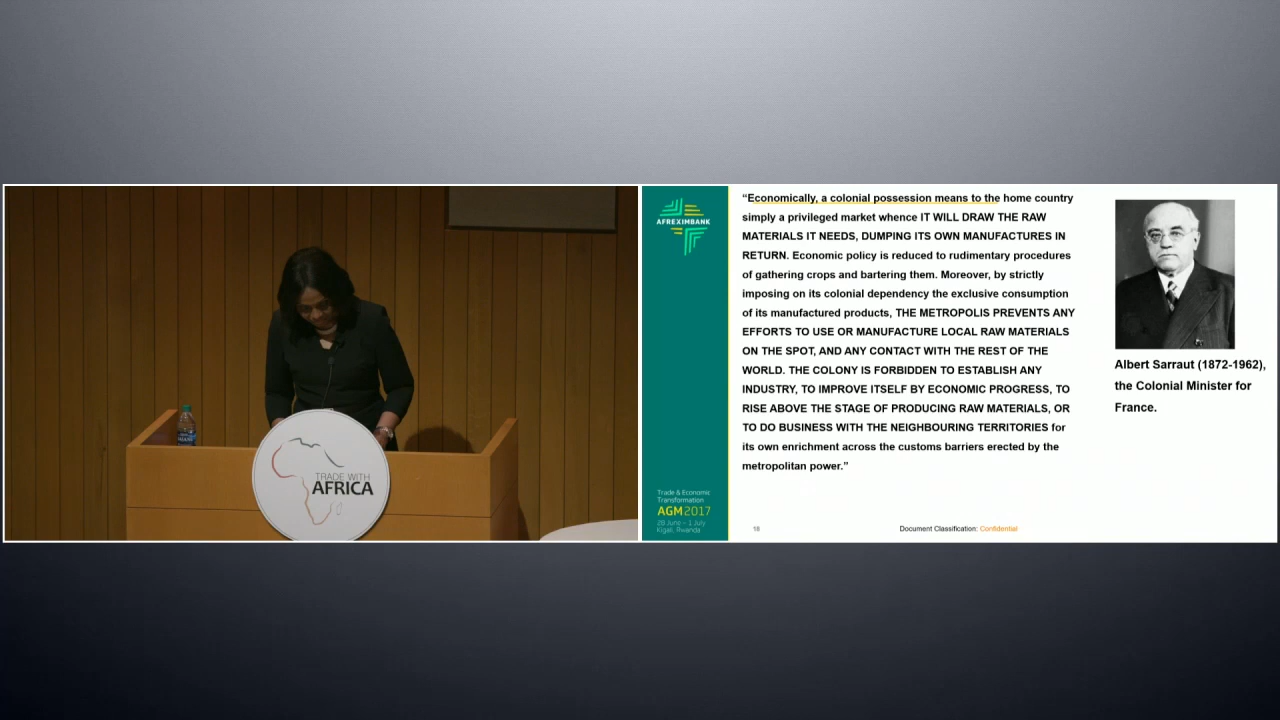 TRADE WITH
AFRICA
AFREXIMBANK
“Economically, a colonial possession means to the home country
simply a privileged market whence IT WILL DRAW THE RAW
MATERIALS IT NEEDS, DUMPING ITS OWN MANUFACTURES IN
RETURN. Economic policy is reduced to rudimentary procedures
of gathering crops and bartering them. Moreover, by strictly
imposing on its colonial dependency the exclusive consumption
of its manufactured products, THE METROPOLIS PREVENTS ANY
EFFORTS TO USE OR MANUFACTURE LOCAL RAW MATERIALS
ON THE SPOT, AND ANY CONTACT WITH THE REST OF THE
WORLD. THE COLONY IS FORBIDDEN TO ESTABLISH ANY
INDUSTRY, TO IMPROVE ITSELF BY ECONOMIC PROGRESS, TO
RISE ABOVE THE STAGE OF PRODUCING RAW MATERIALS, OR
TO DO BUSINESS WITH THE NEIGHBOURING TERRITORIES for
its own enrichment across the customs barriers erected by the
metropolitan power.”
Albert Sarraut (1872-1962),
the Colonial Minister for
France.
Trade & Economic
Transformation
AGM 2017
28 June – 1 July
Kigali, Rwanda
18
Document Classification: Confidential